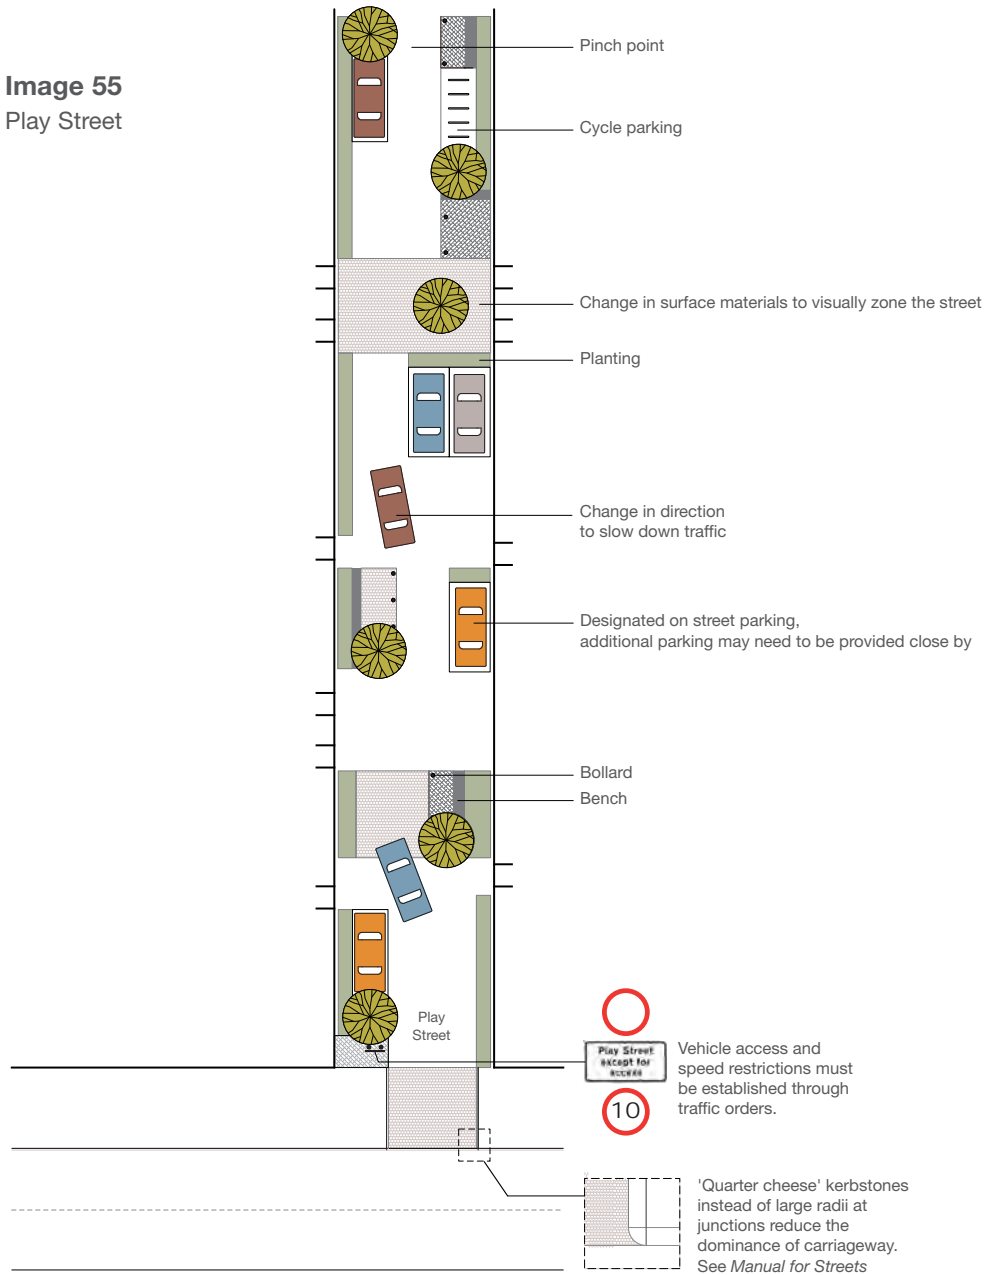 Image 55
Play Street
Pinch point
Cycle parking
Change in surface materials to visually zone the street
Planting
Change in direction
to slow down traffic
Designated on street parking,
additional parking may need to be provided close by
Bollard
Bench
Play
Street
Play Street
except for
access
10
Vehicle access and
speed restrictions must
be established through
traffic orders.
'Quarter cheese' kerbstones
instead of large radii at
junctions reduce the
dominance of carriageway.
See Manual for Streets